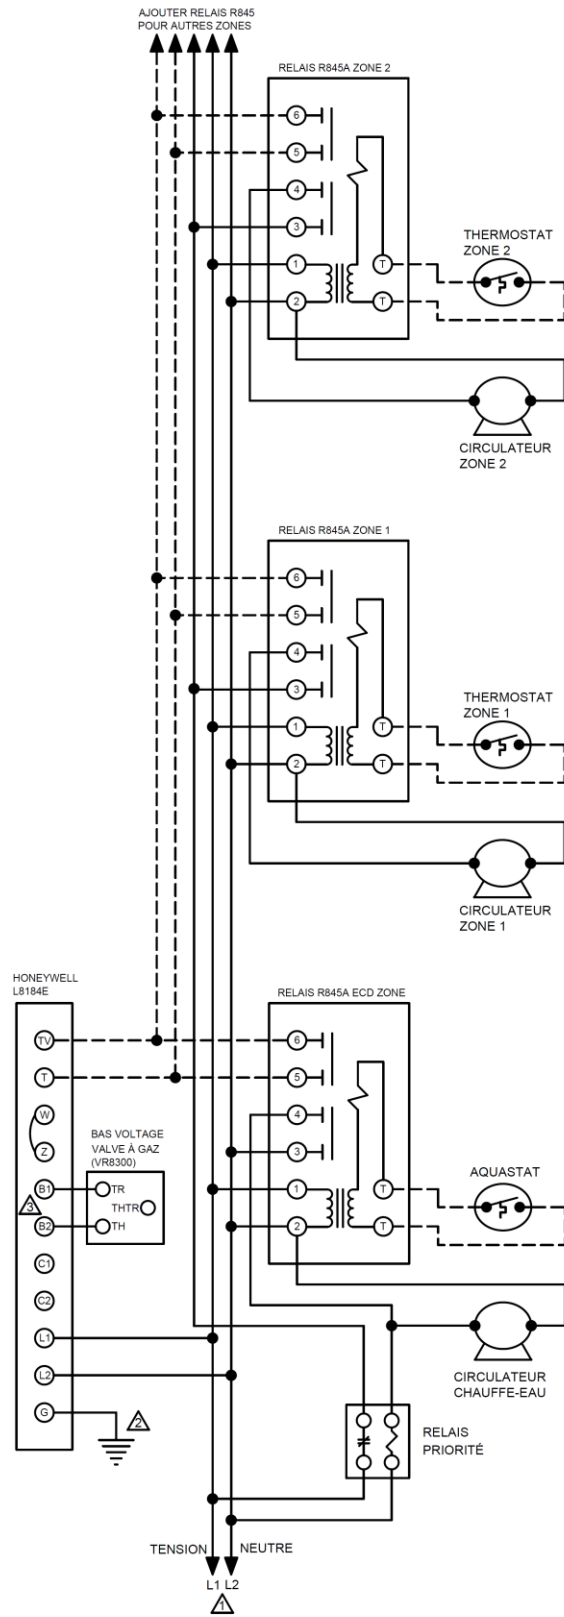 AJOUTER RELAIS R845
POUR AUTRES ZONES
RELAIS R845A ZONE 2
6
5
4
3
1
T
2
T
THERMOSTAT
ZONE 2
CIRCULATEUR
ZONE 2
RELAIS R845A ZONE 1
6
5
4
3
1
T
2
T
THERMOSTAT
ZONE 1
CIRCULATEUR
ZONE 1
HONEYWELL
L8184E
TV
T
W
Z
B1
B2
C1
C2
L1
L2
G
3
2
BAS VOLTAGE
VALVE À GAZ
(VR8300)
TR
THTR
TH
RELAIS R845A ECD ZONE
6
5
4
3
1
T
2
T
AQUASTAT
CIRCULATEUR
CHAUFFE-EAU
RELAIS
PRIORITÉ
TENSION
NEUTRE
L1 L2
1